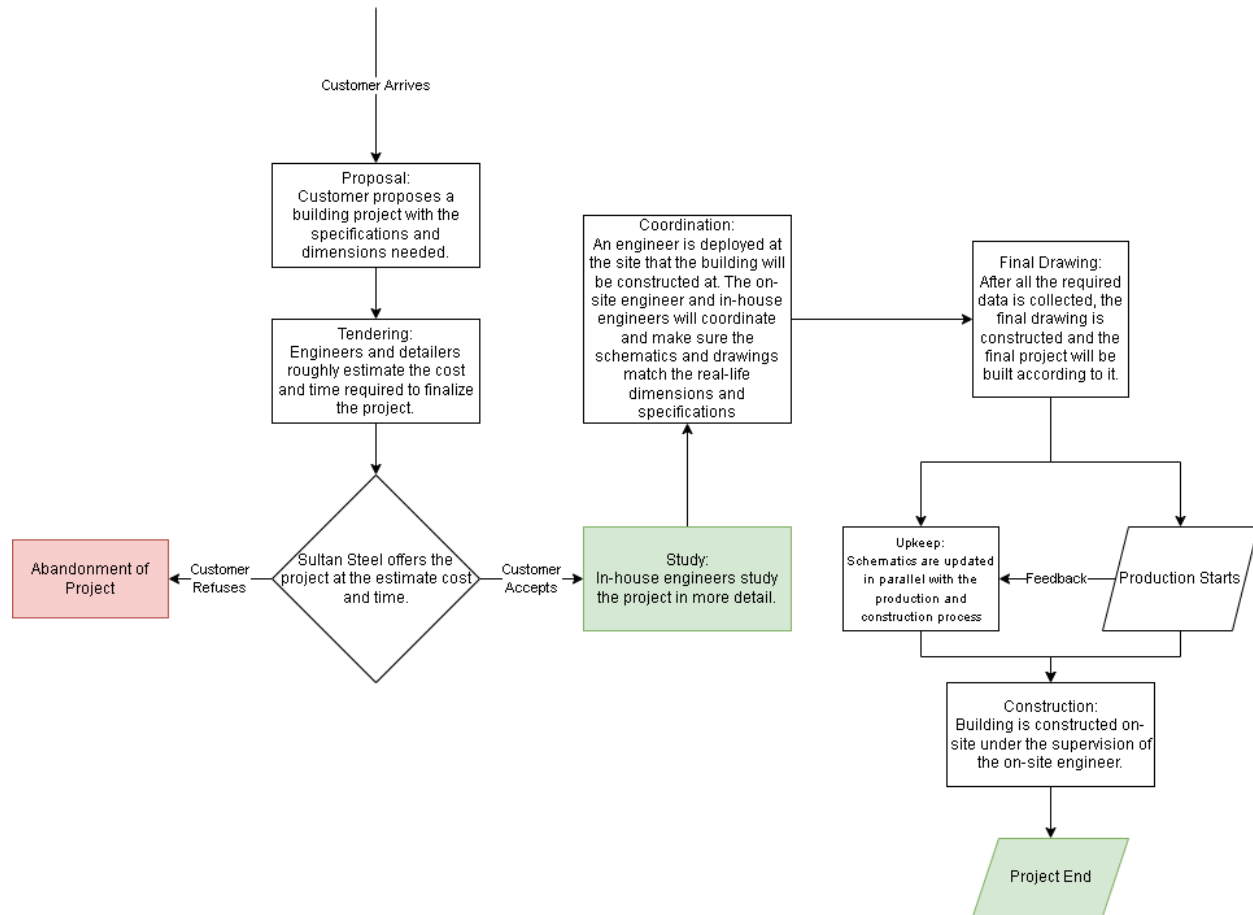 Customer Arrives
Proposal:
Customer proposes a
building project with the
specifications and
dimensions needed.
Tendering:
Engineers and detailers
roughly estimate the cost
and time required to finalize
the project.
Sultan Steel offers the
project at the estimate cost
and time.
Customer
Refuses
Abandonment of
Project
Customer
Accepts
Study:
In-house engineers study
the project in more detail.
Coordination:
An engineer is deployed at
the site that the building will
be constructed at. The on-
site engineer and in-house
engineers will coordinate
and make sure the
schematics and drawings
match the real-life
dimensions and
specifications
Final Drawing:
After all the required
data is collected, the
final drawing is
constructed and the
final project will be
built according to it.
Upkeep:
Schematics are updated
in parallel with the
production and
construction process
Feedback
Production Starts
Construction:
Building is constructed on-
site under the supervision of
the on-site engineer.
Project End